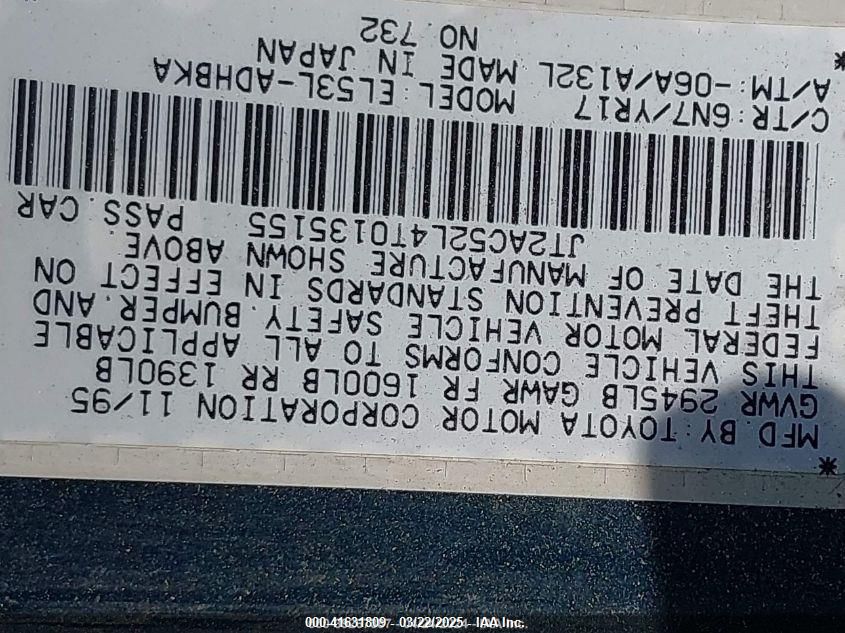 MFD.BY:TOYOTA MOTOR CORPORATION 11/95
GVWR 2945LB GAWR FR 1600LB RR 1390LB
THIS VEHICLE CONFORMS TO ALL APPLICABLE
FEDERAL MOTOR VEHICLE SAFETY.BUMPER.AND
THEFT PREVENTION STANDARDS IN EFFECT ON
THE DATE OF MANUFACTURE SHOWN ABOVE.
JT2AC52L4T0135155 PASS.CAR
C/TR:6N7/YR17 MODEL:EL53L-ADHBKA
A/TM:-06A/A132L MADE IN JAPAN
NO.732
000-41631809 03/22/2025 IAA Inc.